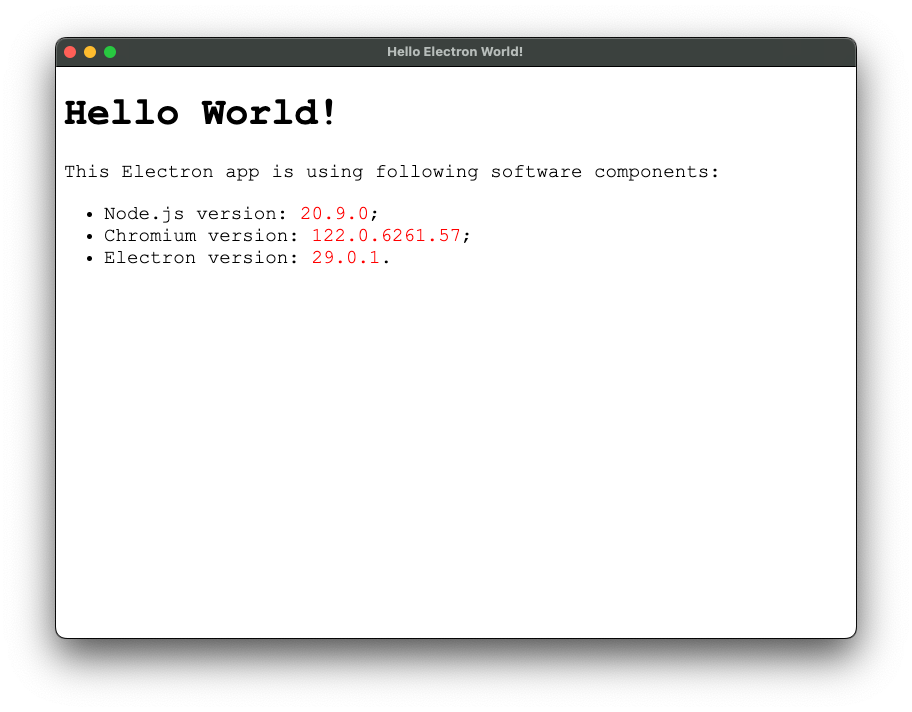 Hello Electron World!
Hello World!
This Electron app is using following software components:
• Node.js version: 20.9.0;
• Chromium version: 122.0.6261.57;
• Electron version: 29.0.1.